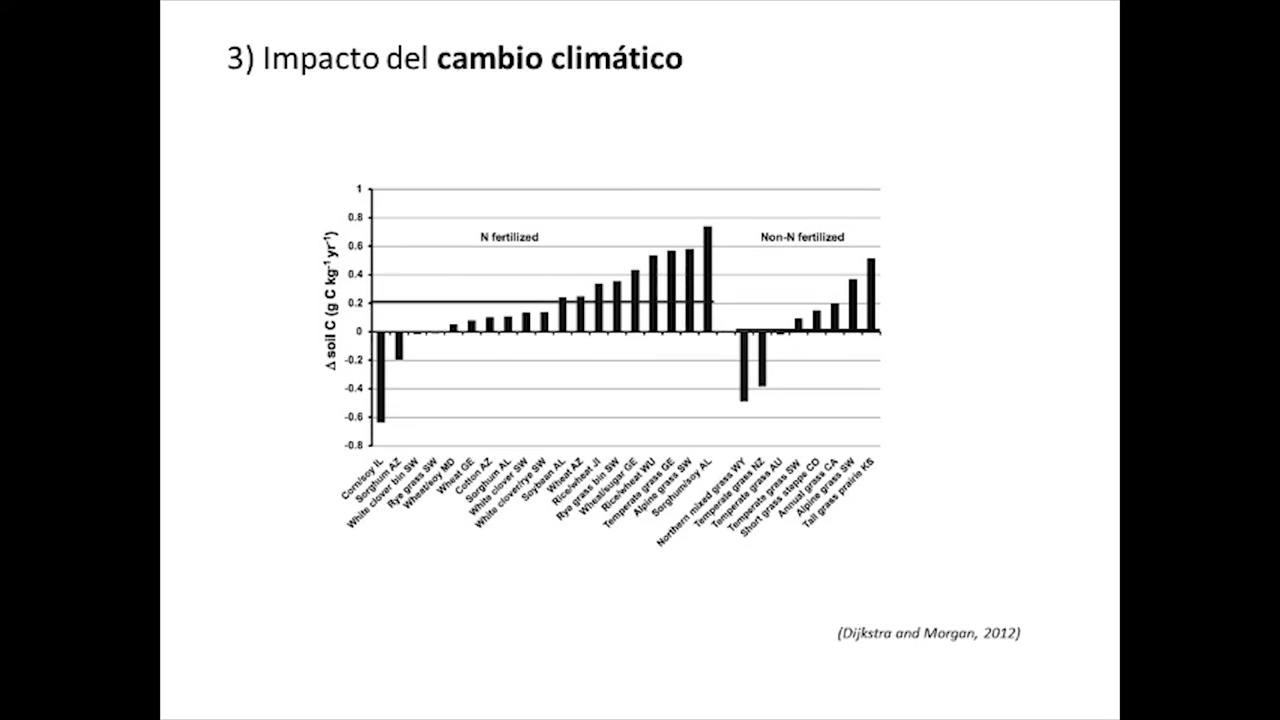 3) Impacto del cambio climático
1
0.8
0.6
0.4
0.2
0
-0.2
-0.4
-0.6
-0.8
Δ soil C (g C kg⁻¹ yr⁻¹)
N fertilized
Non-N fertilized
Corn/soy IL
Sorghum AZ
White clover bin SW
Rye grass SW
Wheat/soy MD
Wheat GE
Cotton AZ
Sorghum AL
White clover SW
White clover/rye SW
Soybean AL
Wheat AZ
Rice/wheat JI
Rye grass bin SW
Wheat/sugar GE
Rice/wheat WU
Temperate grass GE
Alpine grass SW
Sorghum/soy AL
Northern mixed grass WY
Temperate grass NZ
Temperate grass AU
Temperate grass SW
Short grass steppe CO
Annual grass CA
Alpine grass SW
Tall grass prairie KS
(Dijkstra and Morgan, 2012)